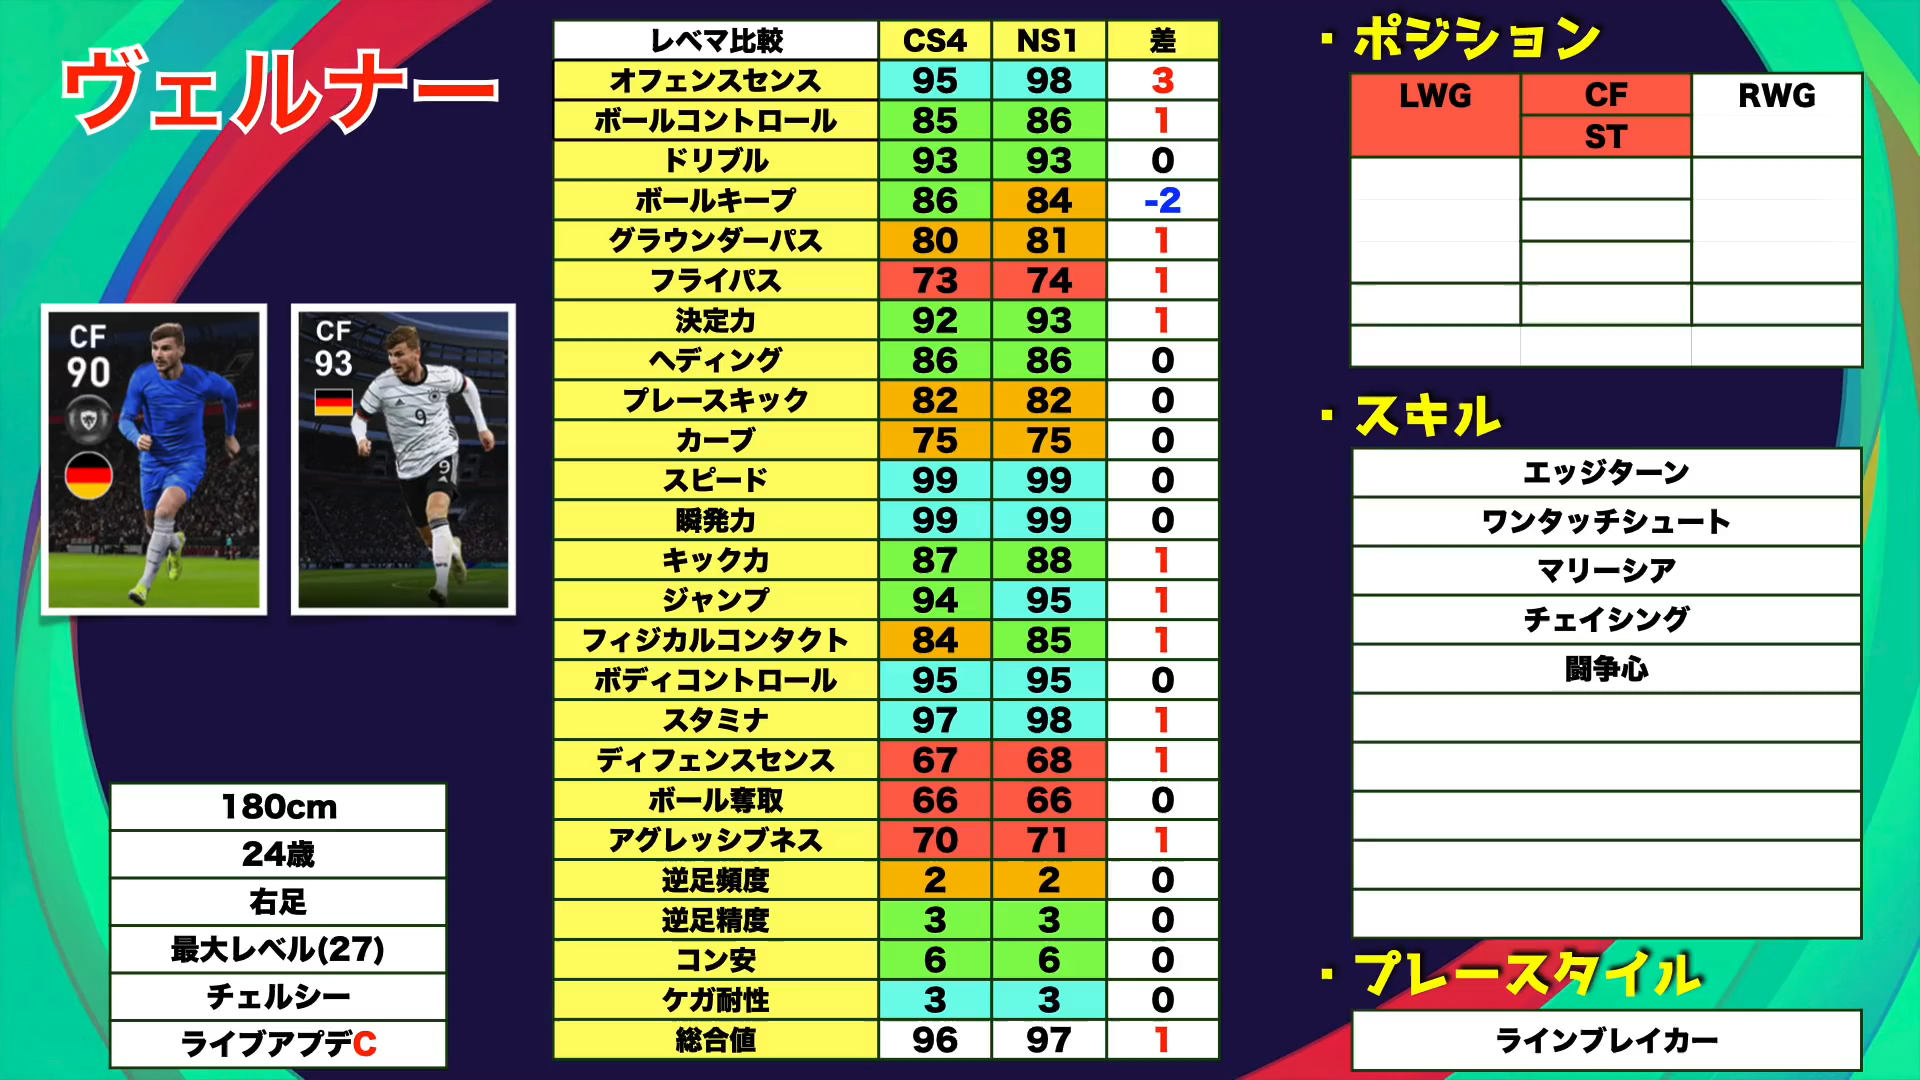 ヴェルナー
CF
90
CF
93
9
9
180cm
24歳
右足
最大レベル(27)
チェルシー
ライブアプデC
レベマ比較 CS4 NS1 差
オフェンスセンス 95 98 3
ボールコントロール 85 86 1
ドリブル 93 93 0
ボールキープ 86 84 -2
グラウンダーパス 80 81 1
フライパス 73 74 1
決定力 92 93 1
ヘディング 86 86 0
プレースキック 82 82 0
カーブ 75 75 0
スピード 99 99 0
瞬発力 99 99 0
キック力 87 88 1
ジャンプ 94 95 1
フィジカルコンタクト 84 85 1
ボディコントロール 95 95 0
スタミナ 97 98 1
ディフェンスセンス 67 68 1
ボール奪取 66 66 0
アグレッシブネス 70 71 1
逆足頻度 2 2 0
逆足精度 3 3 0
コン安 6 6 0
ケガ耐性 3 3 0
総合値 96 97 1
・ポジション
LWG CF RWG
ST
・スキル
エッジターン
ワンタッチシュート
マリーシア
チェイシング
闘争心
・プレースタイル
ラインブレイカー